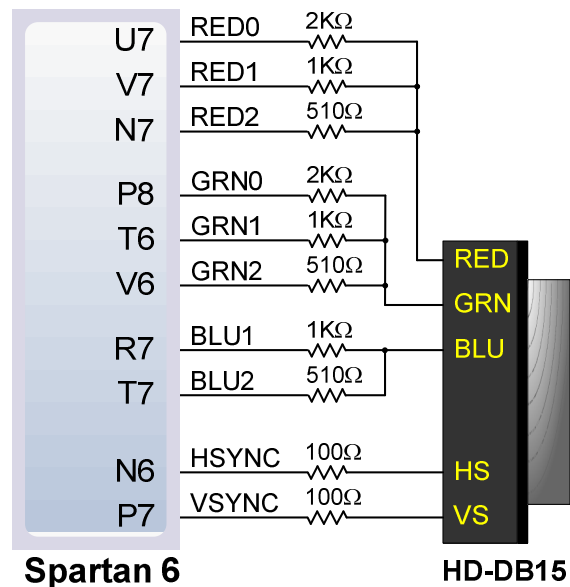 U7 RED0 2KΩ
V7 RED1 1KΩ
N7 RED2 510Ω
P8 GRN0 2KΩ
T6 GRN1 1KΩ
V6 GRN2 510Ω
RED
GRN
R7 BLU1 1KΩ BLU
T7 BLU2 510Ω
N6 HSYNC 100Ω HS
P7 VSYNC 100Ω VS
Spartan 6 HD-DB15